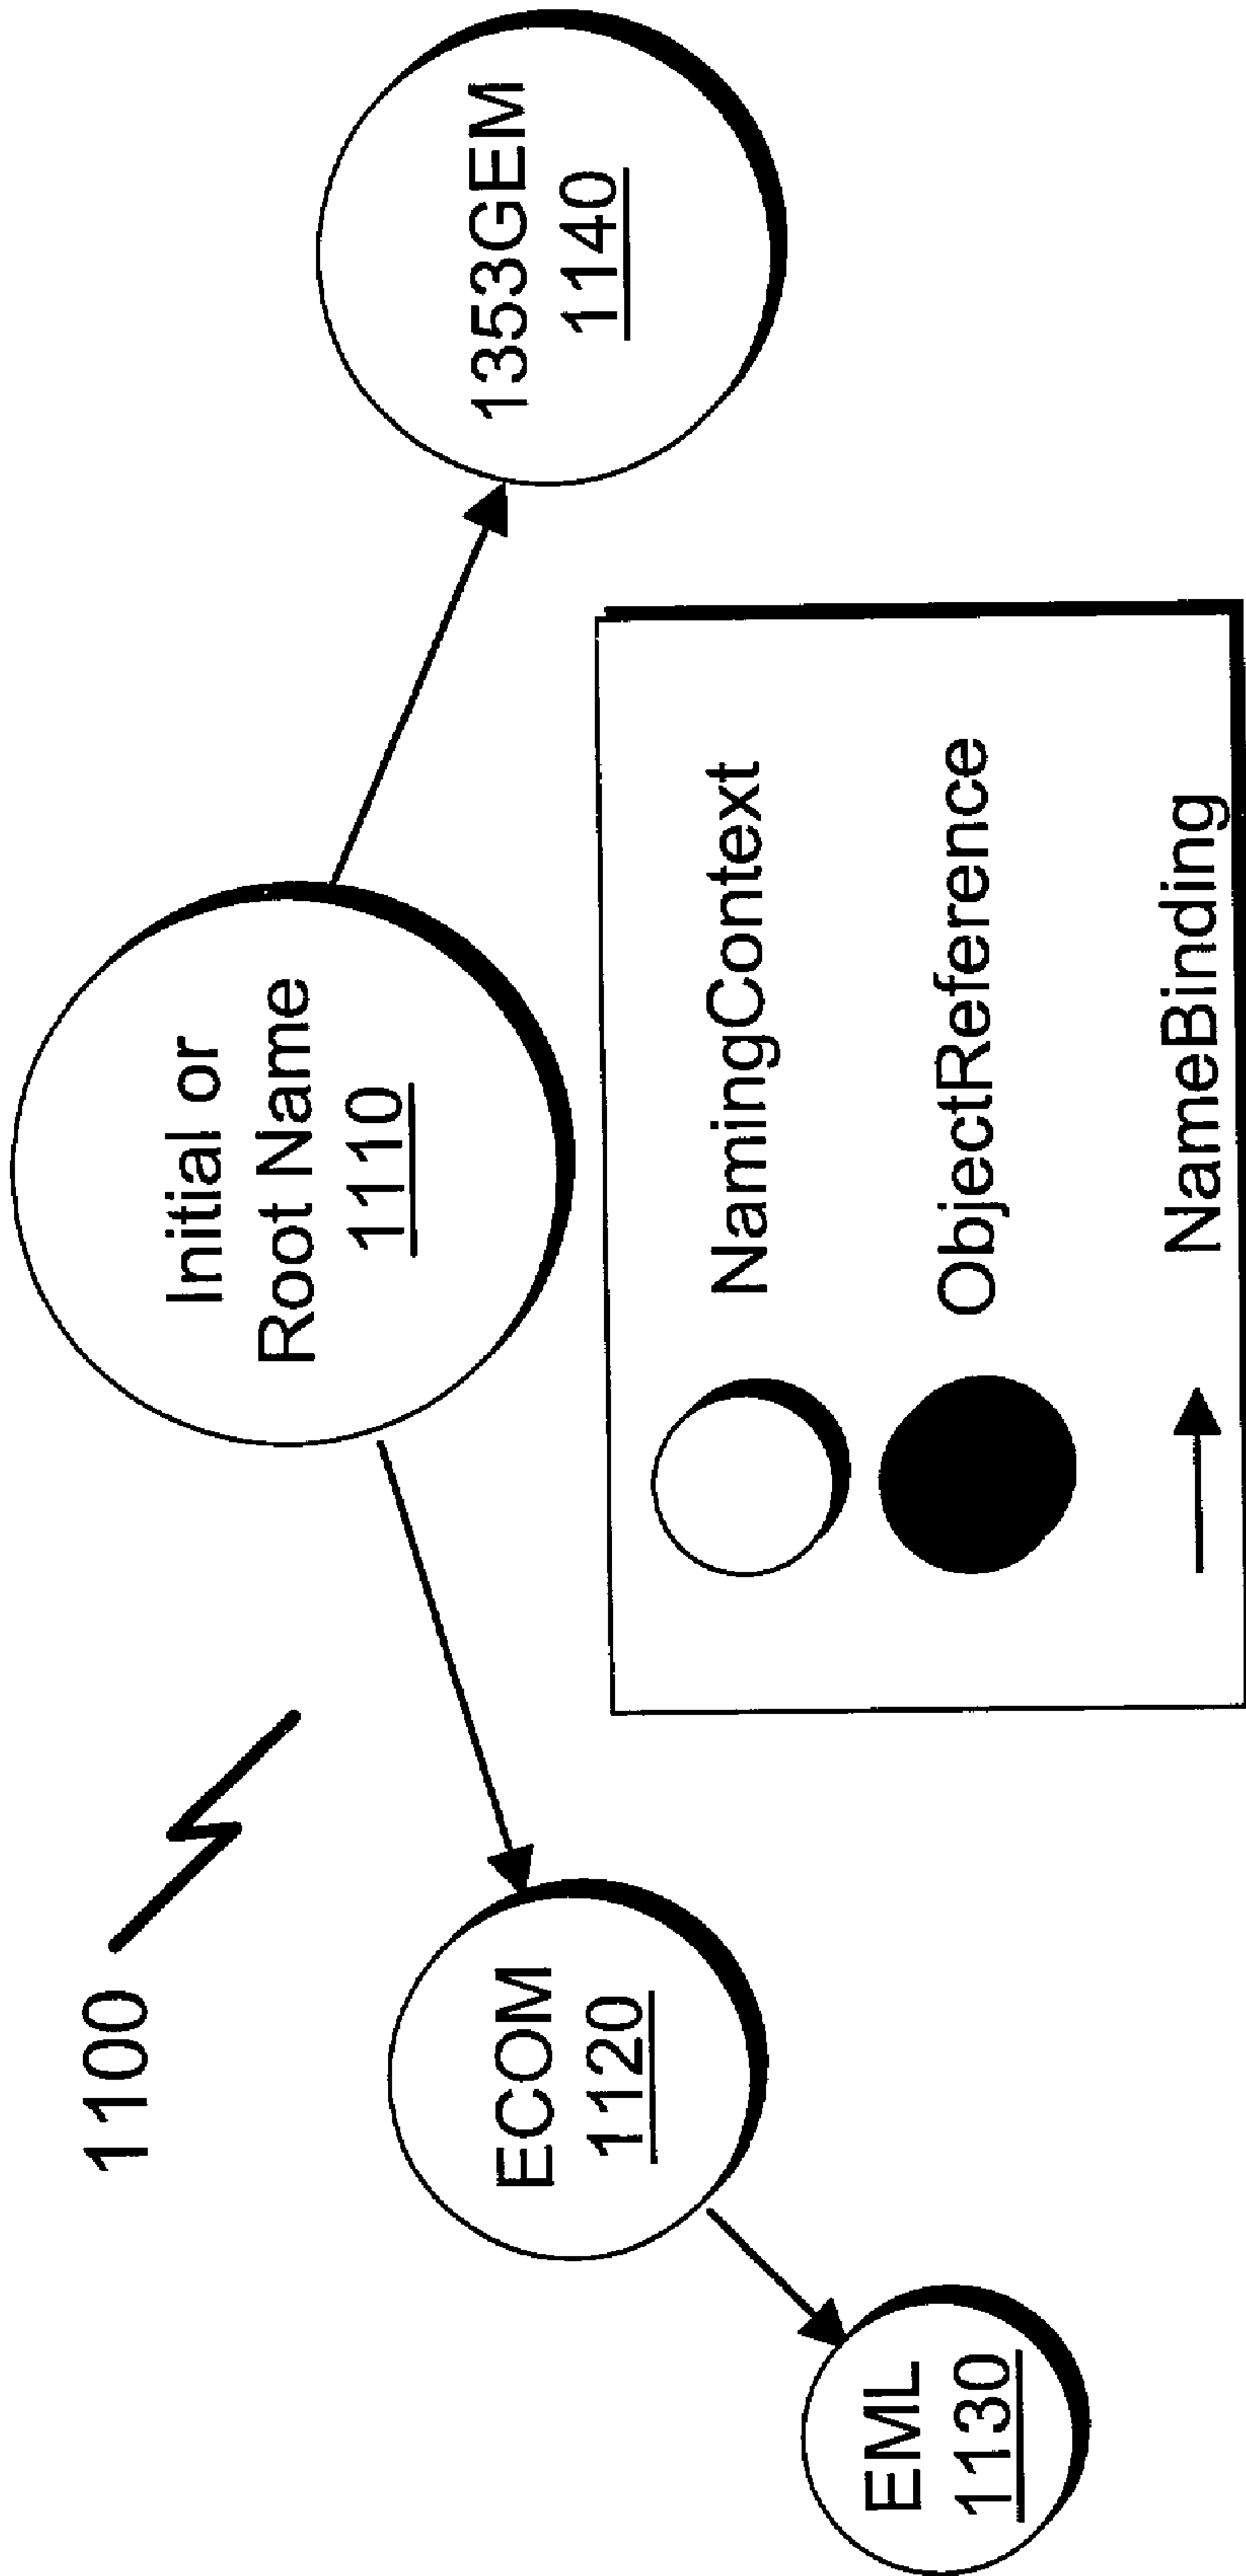 1100
Initial or
Root Name
1110
ECOM
1120
1353GEM
1140
EML
1130
NamingContext
ObjectReference
NameBinding